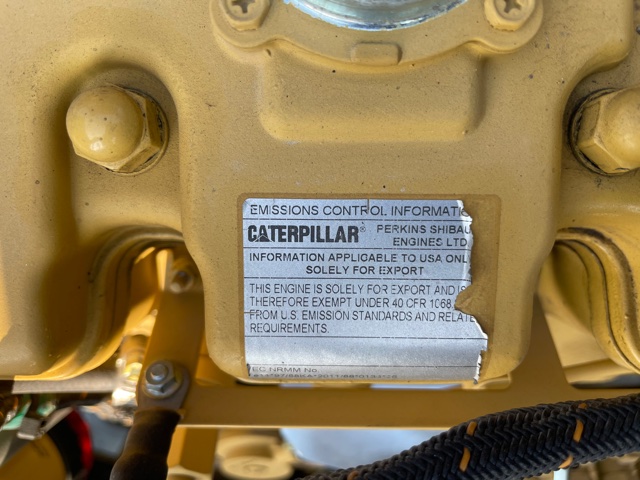 EMISSIONS CONTROL INFORMATI
CATERPILLAR®
PERKINS SHIBAU
ENGINES LTD
INFORMATION APPLICABLE TO USA ONL
SOLELY FOR EXPORT
THIS ENGINE IS SOLELY FOR EXPORT AND IS
THEREFORE EXEMPT UNDER 40 CFR 1068.
FROM U.S. EMISSION STANDARDS AND RELATE
REQUIREMENTS.
EC NRMM No